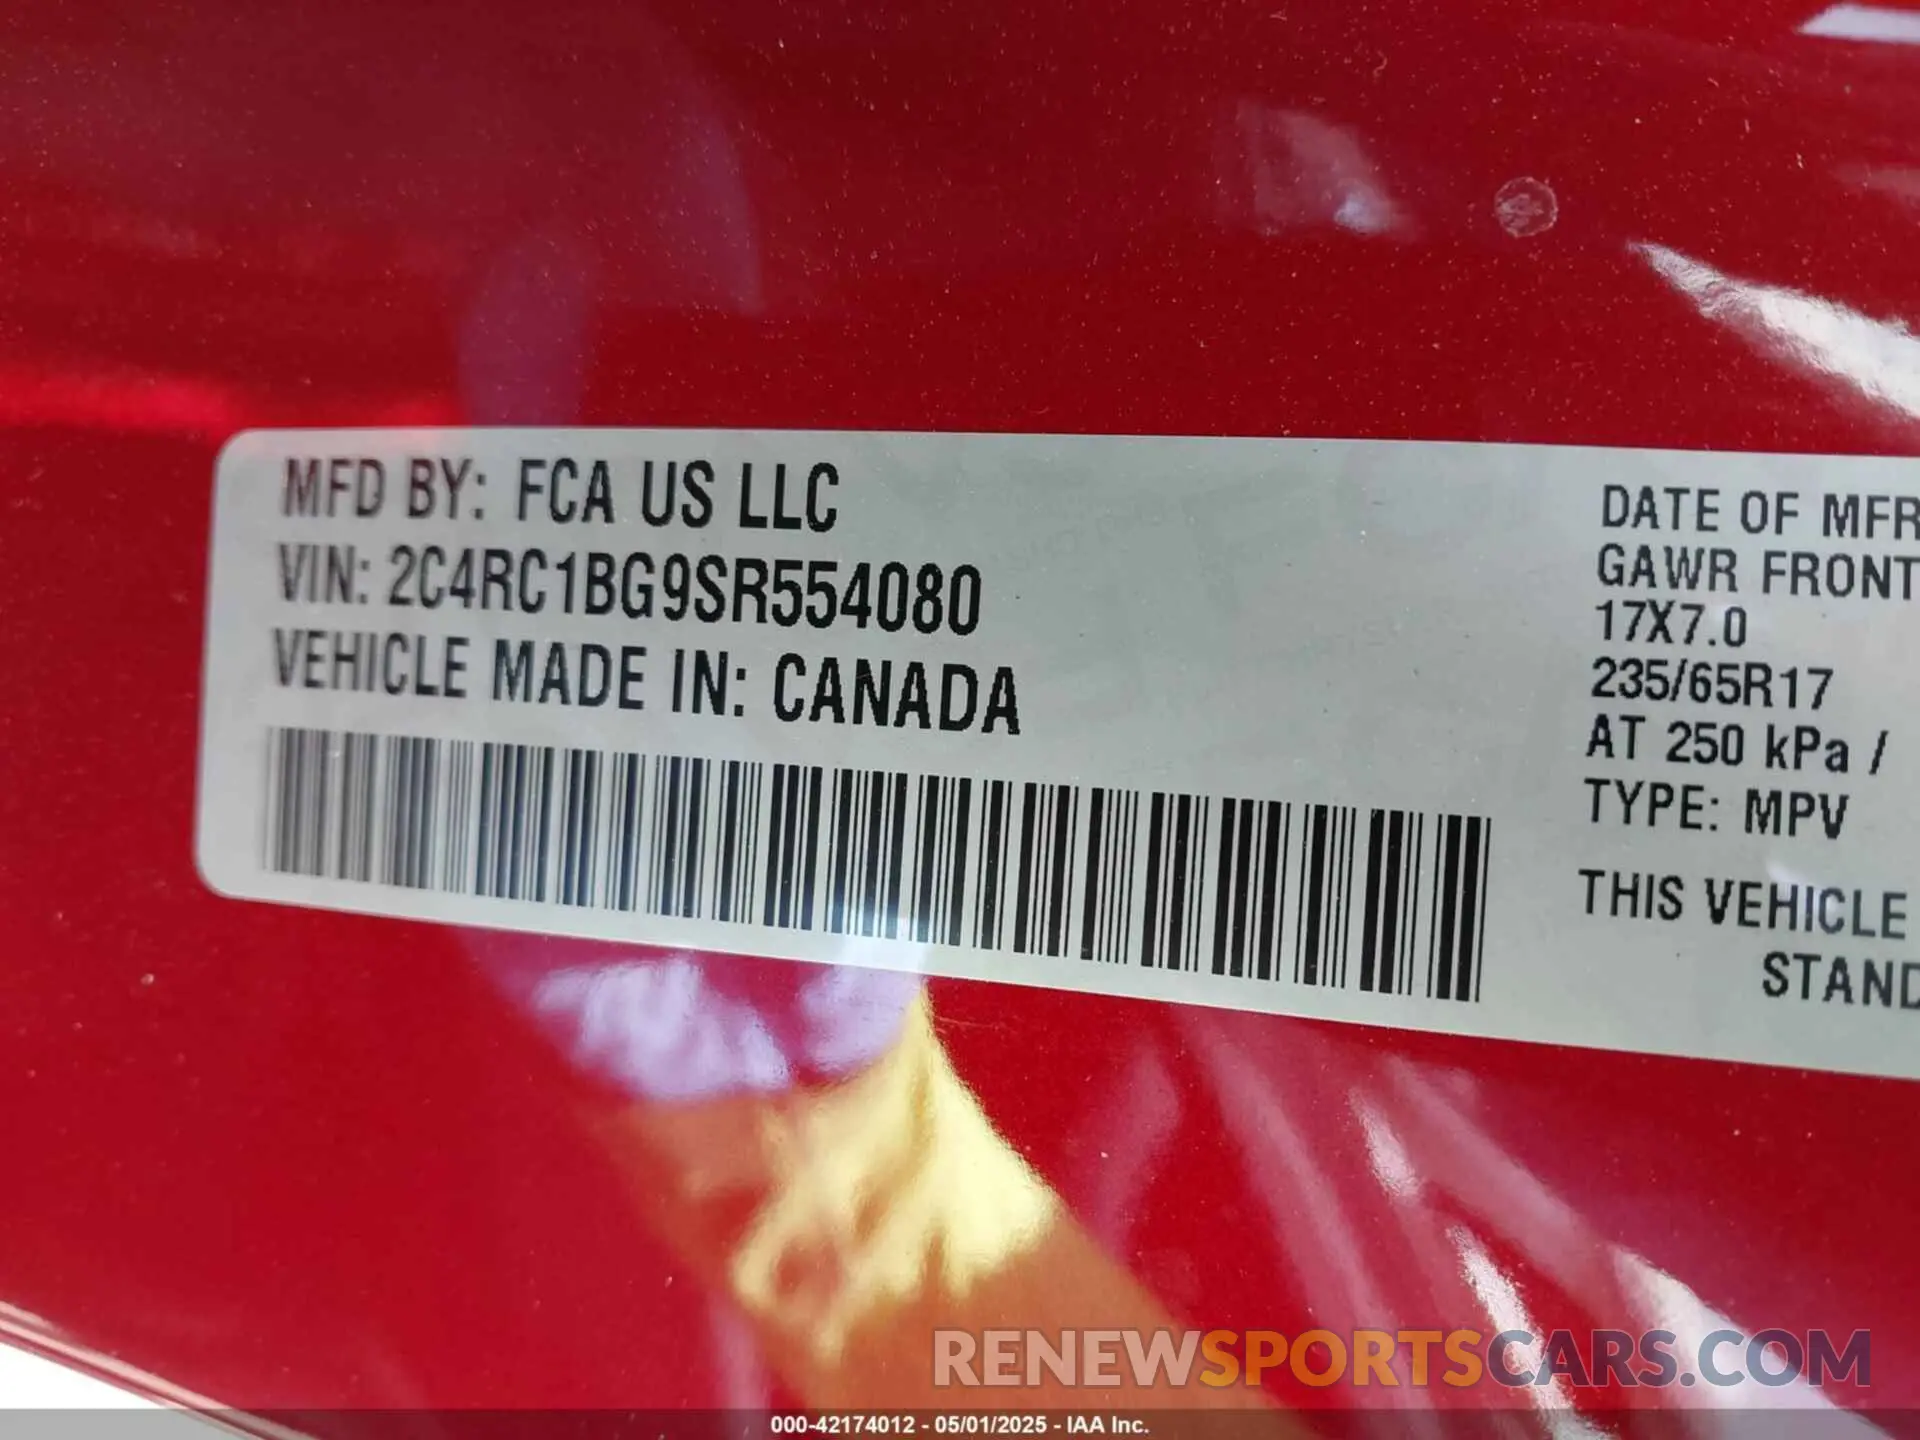 MFD BY: FCA US LLC
VIN: 2C4RC1BG9SR554080
VEHICLE MADE IN: CANADA
DATE OF MFR
GAWR FRONT
17X7.0
235/65R17
AT 250 kPa /
TYPE: MPV
THIS VEHICLE
STAND
RENEWSPORTSCARS.COM
000-42174012 - 05/01/2025 - IAA Inc.